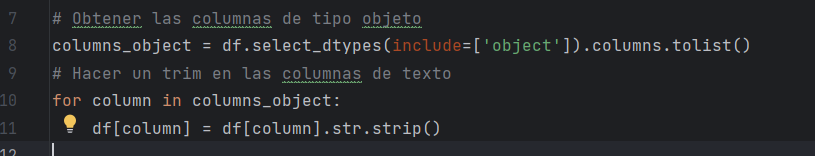 7 # Obtener las columnas de tipo objeto
8 columns_object = df.select_dtypes(include=['object']).columns.tolist()
9 # Hacer un trim en las columnas de texto
10 for column in columns_object:
11 df[column] = df[column].str.strip()
12